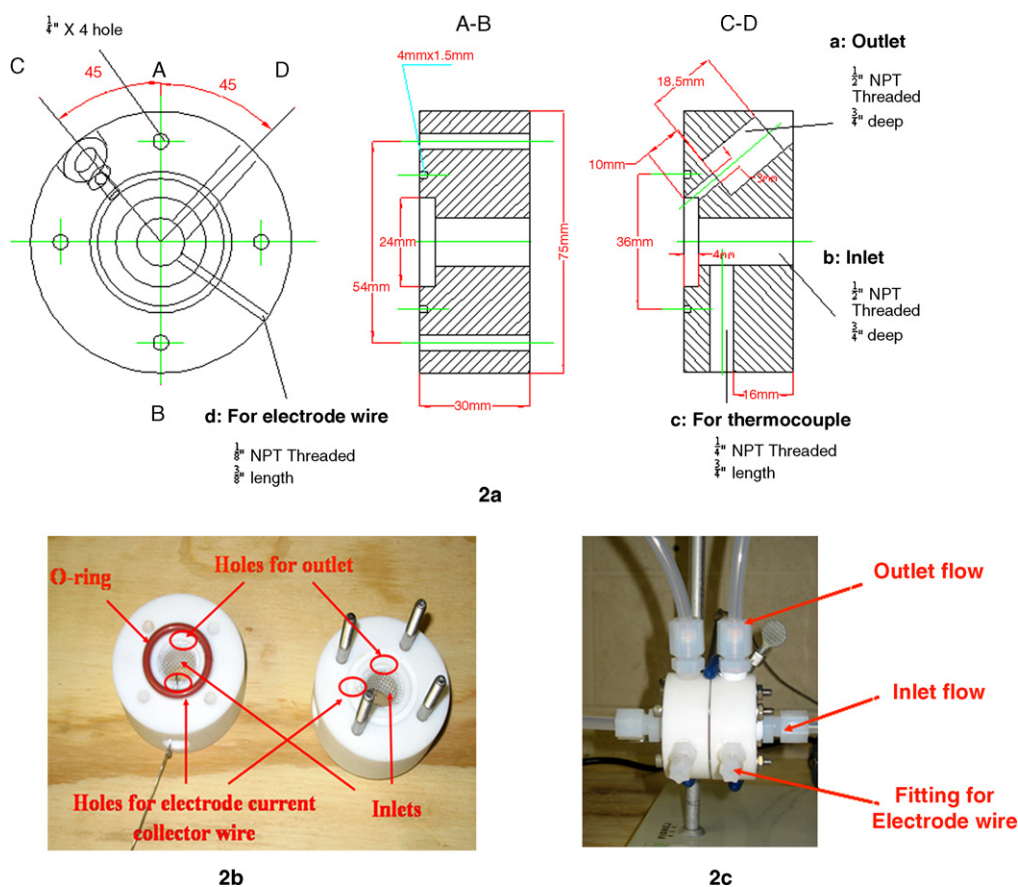 1/4" X 4 hole
A-B
C-D
C
A
D
45
45
B
4mmx1.5mm
24mm
54mm
75mm
30mm
18.5mm
10mm
3mm
36mm
4mm
16mm
a: Outlet
1/2" NPT
Threaded
3/4" deep
b: Inlet
1/2" NPT
Threaded
3/4" deep
d: For electrode wire
1/8" NPT Threaded
3/8" length
c: For thermocouple
1/4" NPT Threaded
3/4" length
2a
O-ring
Holes for outlet
Holes for electrode current
collector wire
Inlets
2b
Outlet flow
Inlet flow
Fitting for
Electrode wire
2c